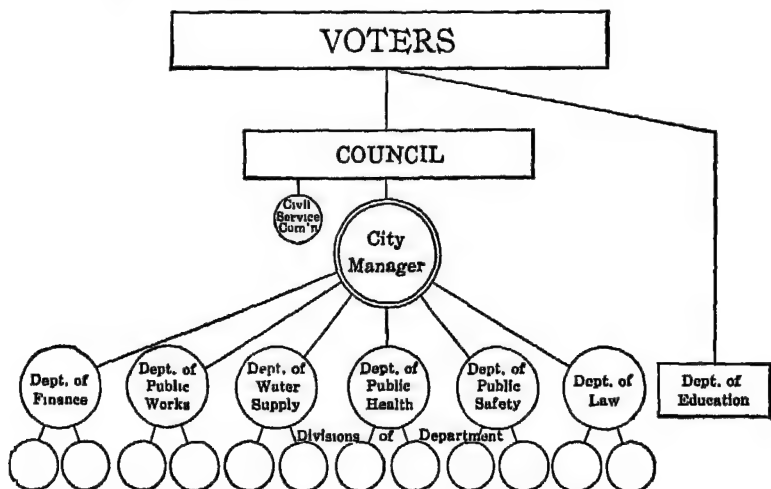 VOTERS
COUNCIL
Civil
Service
Com'n
City
Manager
Dept. of
Finance
Dept. of
Public
Works
Dept. of
Water
Supply
Dept. of
Public
Health
Dept. of
Public
Safety
Dept. of
Law
Dept. of
Education
Divisions of Department